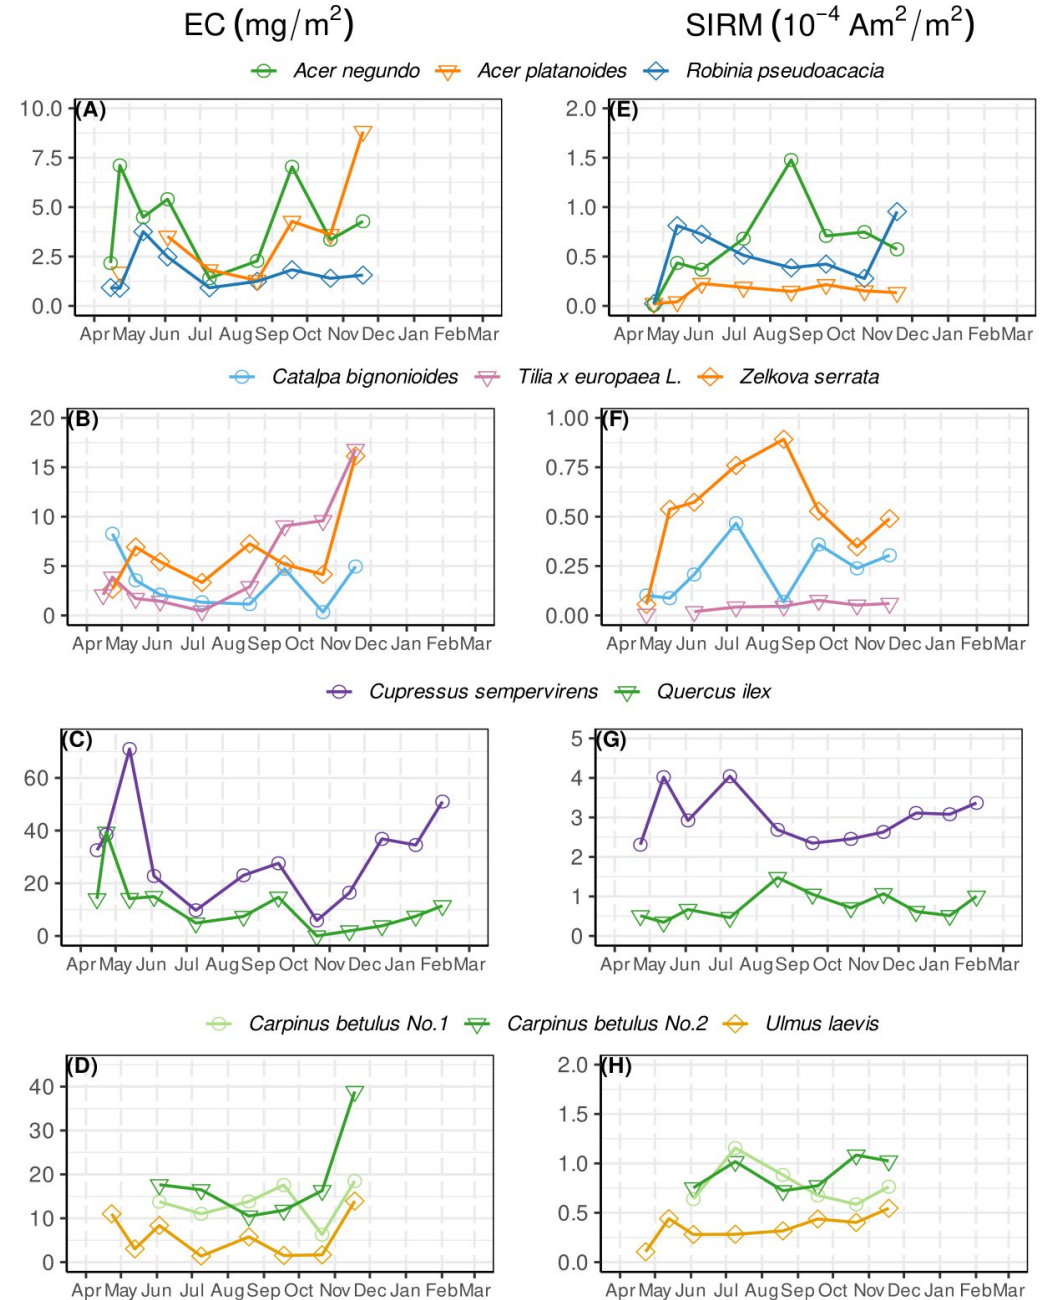 EC (mg/m²) SIRM (10⁻⁴ Am²/m²)
Acer negundo Acer platanoides Robinia pseudoacacia
(A) (E)
10.0 2.0
7.5 1.5
5.0 1.0
2.5 0.5
0.0 0.0
Apr May Jun Jul Aug Sep Oct Nov Dec Jan Feb Mar Apr May Jun Jul Aug Sep Oct Nov Dec Jan Feb Mar
Catalpa bignonioides Tilia x europaea L. Zelkova serrata
(B) (F)
20 1.00
15 0.75
10 0.50
5 0.25
0 0.00
Apr May Jun Jul Aug Sep Oct Nov Dec Jan Feb Mar Apr May Jun Jul Aug Sep Oct Nov Dec Jan Feb Mar
Cupressus sempervirens Quercus ilex
(C) (G)
5
60 4
40 3
2
20 1
0 0
Apr May Jun Jul Aug Sep Oct Nov Dec Jan Feb Mar Apr May Jun Jul Aug Sep Oct Nov Dec Jan Feb Mar
Carpinus betulus No.1 Carpinus betulus No.2 Ulmus laevis
(D) (H)
2.0
40 1.5
30
20 1.0
10 0.5
0 0.0
Apr May Jun Jul Aug Sep Oct Nov Dec Jan Feb Mar Apr May Jun Jul Aug Sep Oct Nov Dec Jan Feb Mar